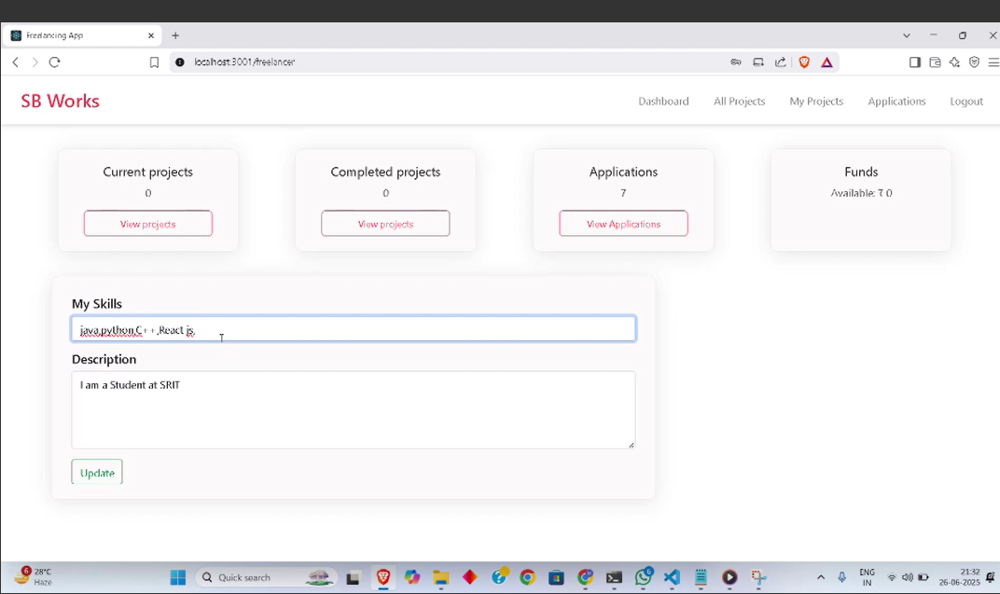 Freelancing App
localhost:3001/freelancer
SB Works
Dashboard All Projects My Projects Applications Logout
Current projects Completed projects Applications Funds
0 0 7 Available: ₹ 0
View projects View projects View Applications
My Skills
java,python,C++,React js,
Description
I am a Student at SRIT
Update
6 28°C Haze
Quick search
6
ENG IN
21:32
26-06-2025